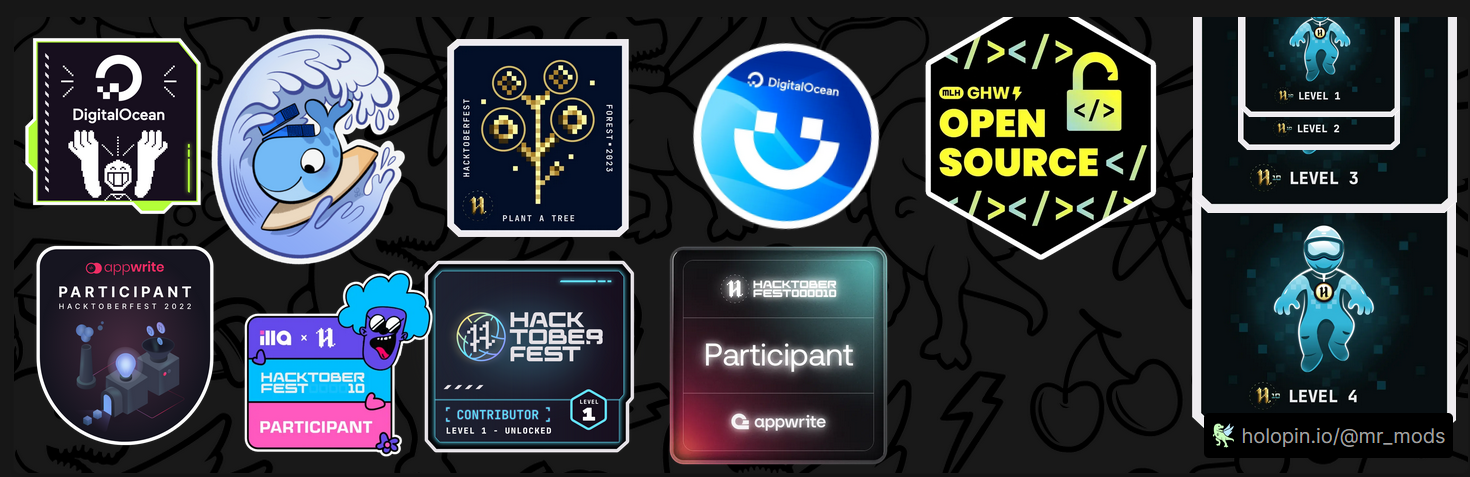 DigitalOcean
HACKTOBERFEST
FOREST•2023
PLANT A TREE
DigitalOcean
</></>
MLH GHW
OPEN
SOURCE </
</>
</></></>
LEVEL 1
LEVEL 2
LEVEL 3
LEVEL 4
appwrite
PARTICIPANT
HACKTOBERFEST 2022
illa × H
HACKTOBER
FEST 10
PARTICIPANT
HACK
TOBER
FEST
[ CONTRIBUTOR ]
LEVEL 1 - UNLOCKED
LEVEL
1
HACKTOBER
FEST000010
Participant
appwrite
holopin.io/@mr_mods